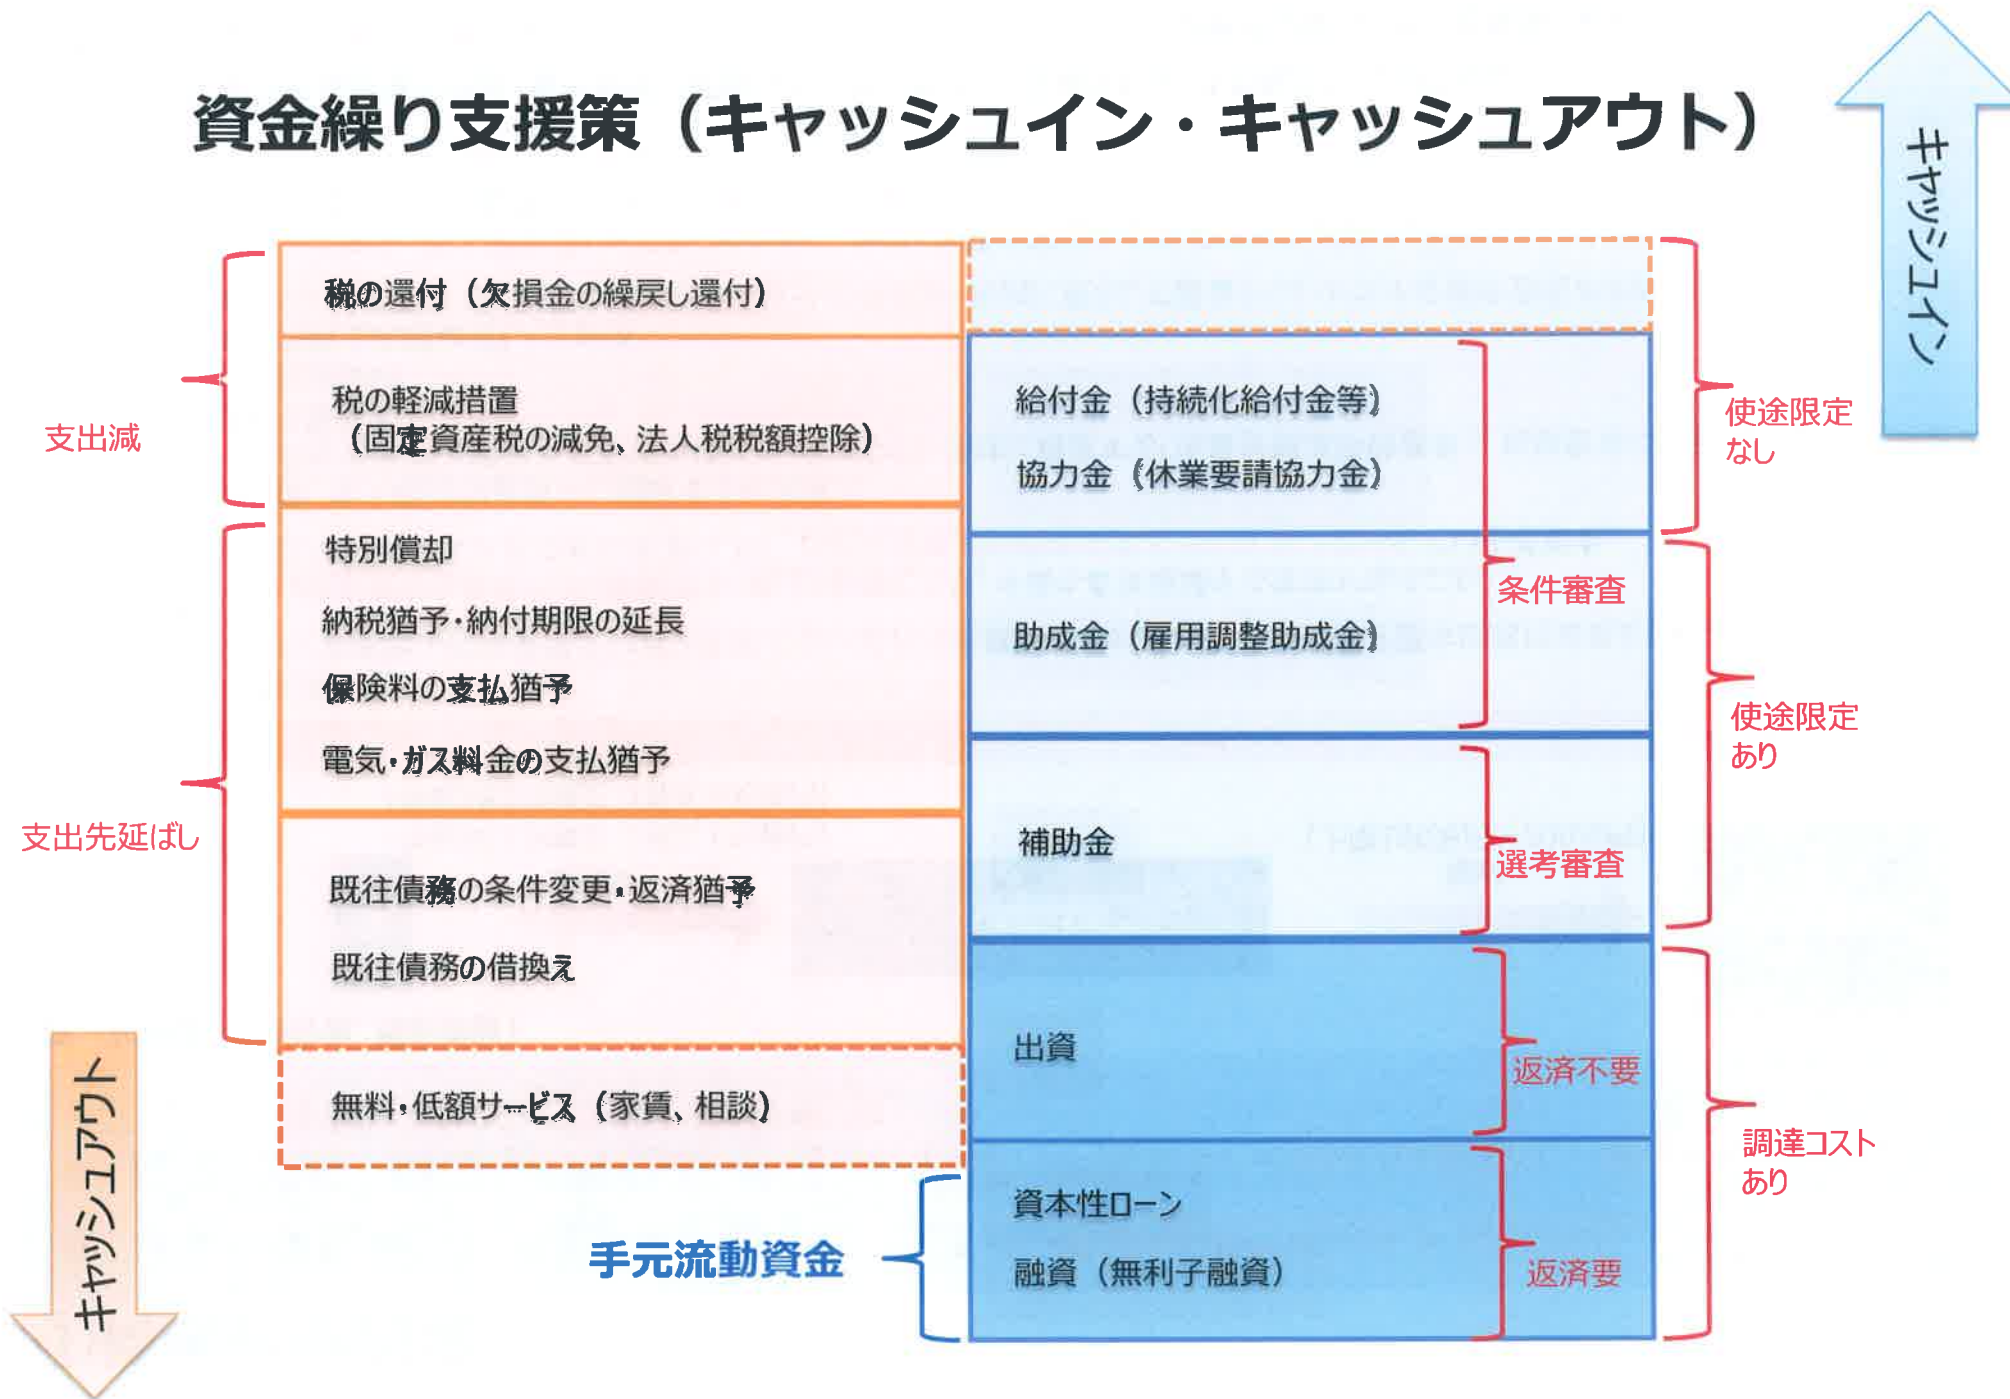 資金繰り支援策（キャッシュイン・キャッシュアウト）
キャッシュイン
支出減
税の還付（欠損金の繰戻し還付）
税の軽減措置
（固定資産税の減免、法人税税額控除）
支出先延ばし
特別償却
納税猶予・納付期限の延長
保険料の支払猶予
電気・ガス料金の支払猶予
既往債務の条件変更・返済猶予
既往債務の借換え
無料・低額サービス（家賃、相談）
キャッシュアウト
給付金（持続化給付金等）
協力金（休業要請協力金）
使途限定
なし
条件審査
助成金（雇用調整助成金）
使途限定
あり
補助金
選考審査
出資
返済不要
調達コスト
あり
手元流動資金
資本性ローン
融資（無利子融資）
返済要